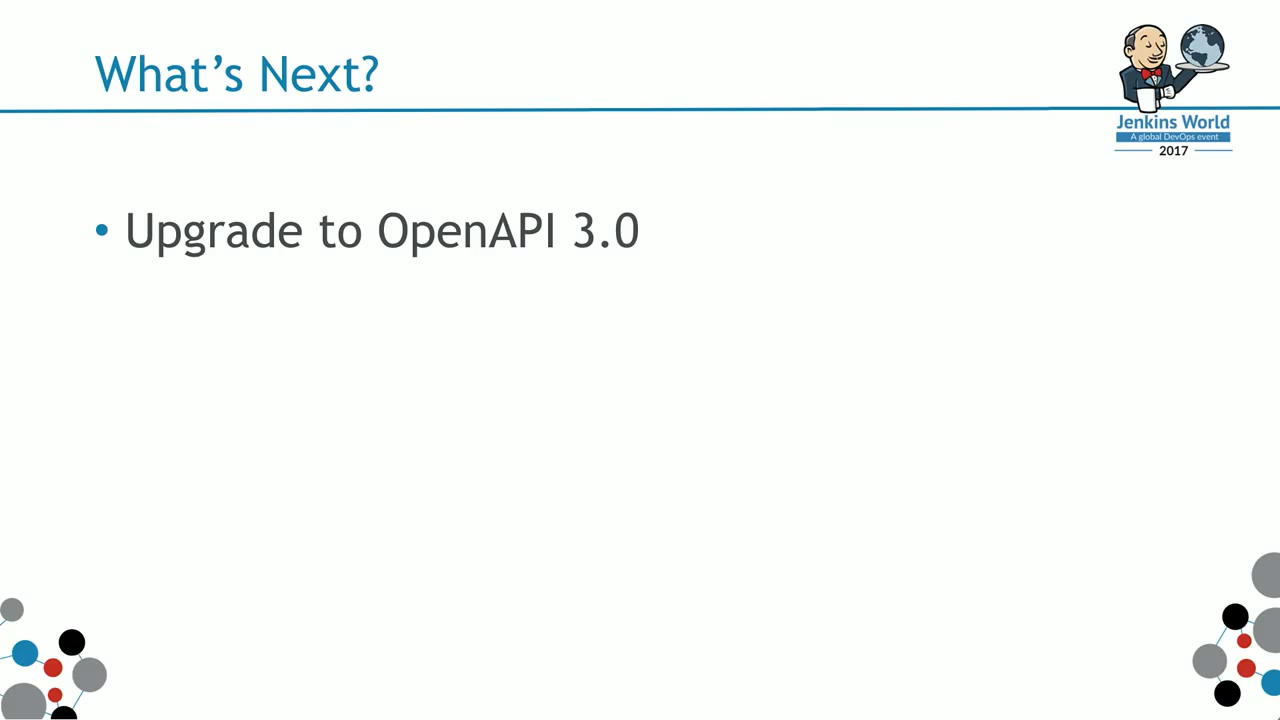 What’s Next?
Jenkins World
A global DevOps event
2017
• Upgrade to OpenAPI 3.0